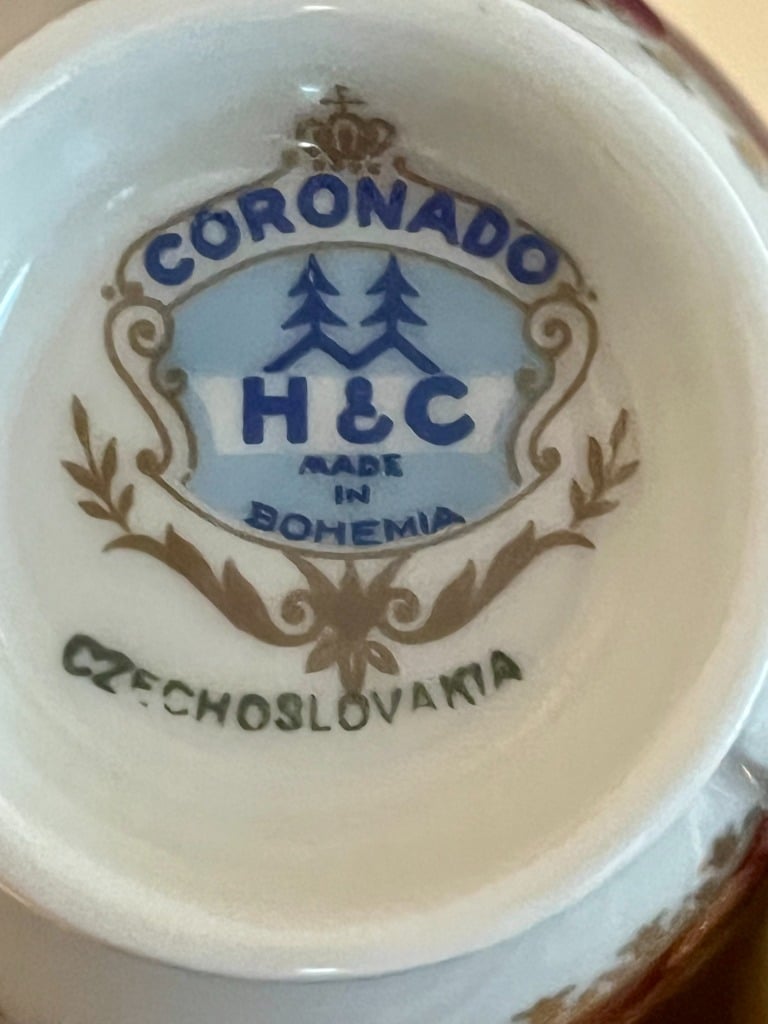 CORONADO
H & C
MADE
IN
BOHEMIA
CZECHOSLOVAKIA